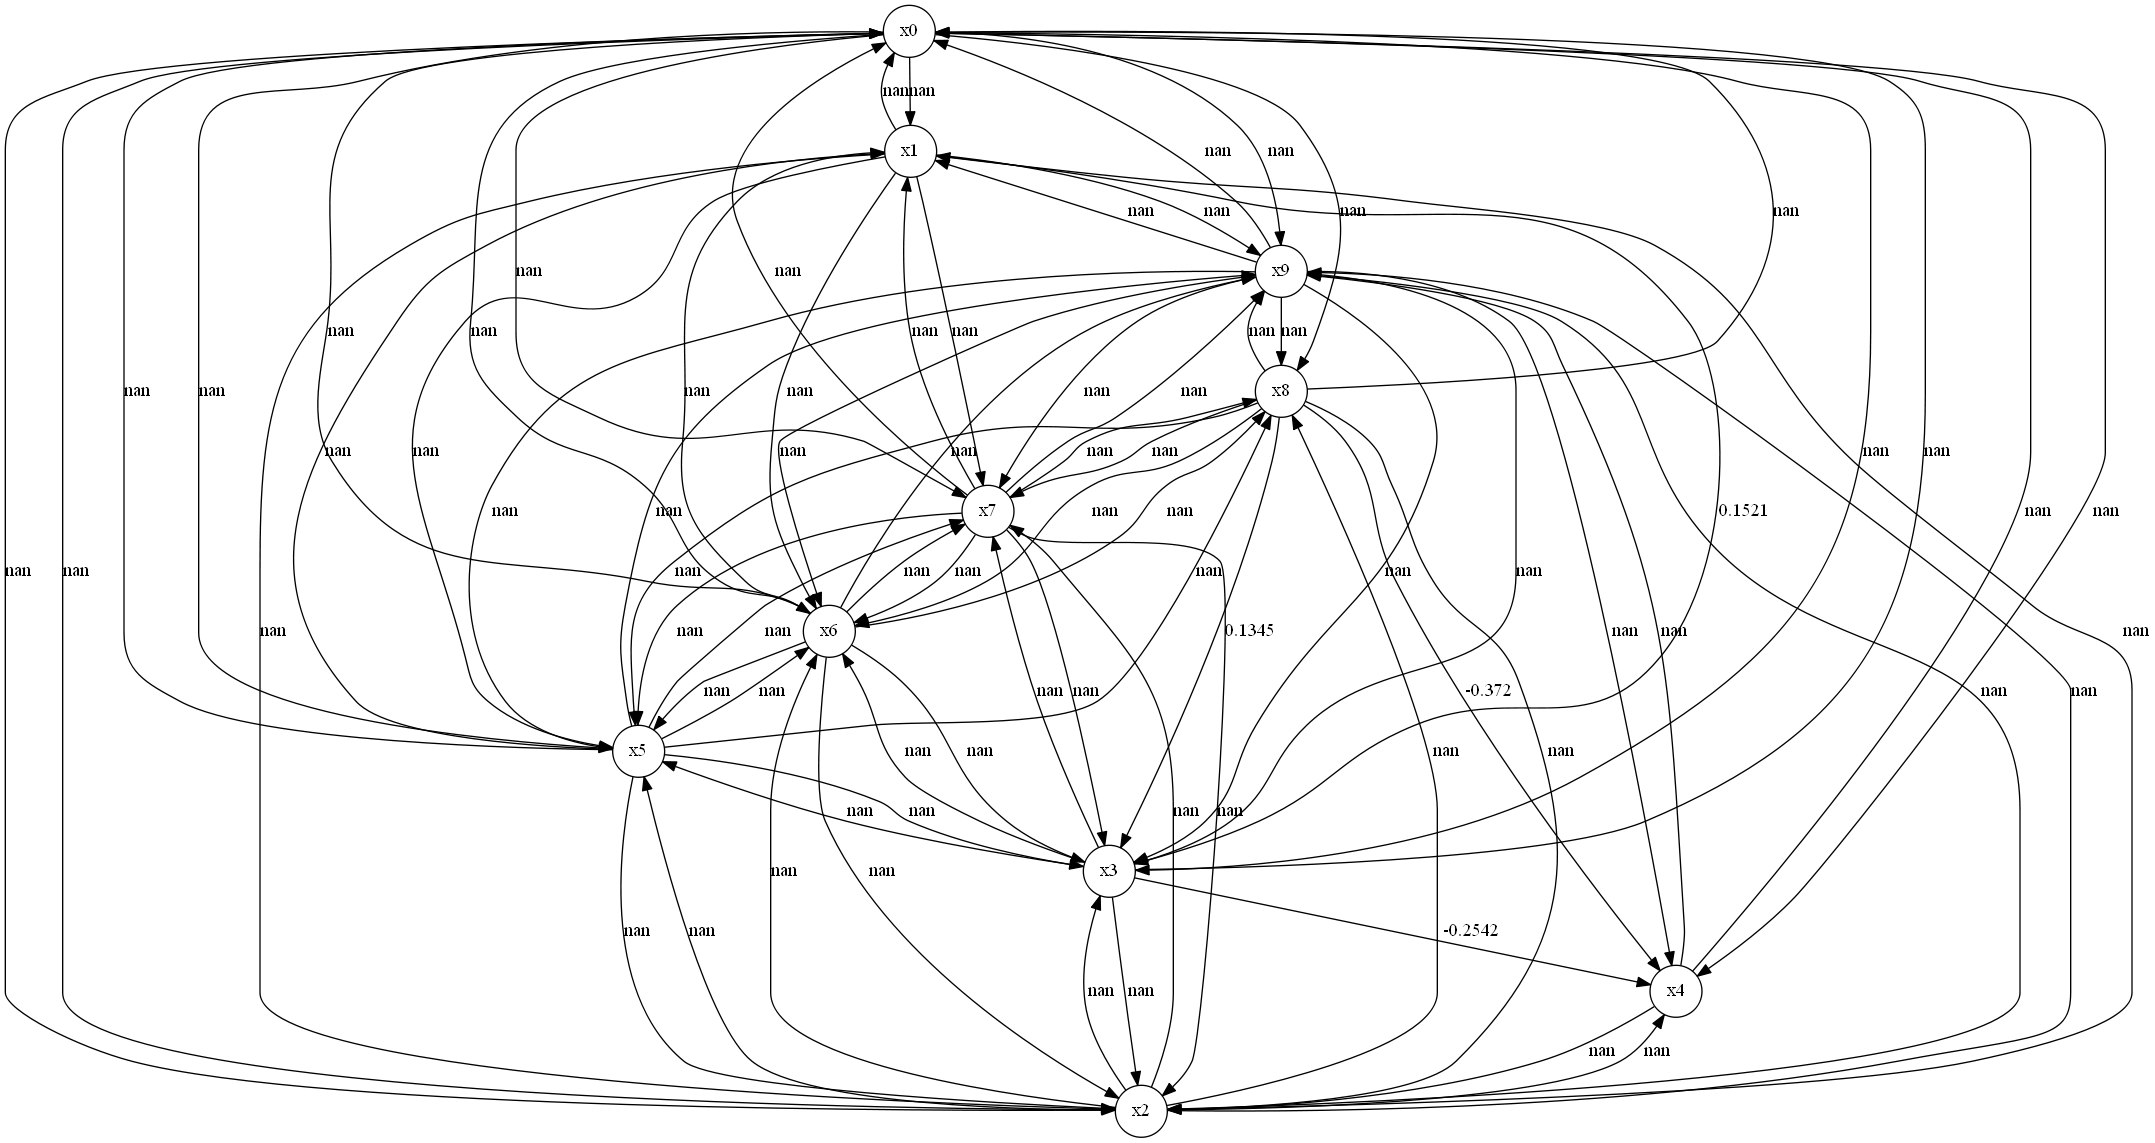 x0
nan nan
x1
nan nan
nan nan nan nan
x9
nan nan
nan nan nan nan nan nan
x8
nan nan nan nan nan nan nan
nan nan nan nan nan nan nan nan
nan nan nan 0.1521 nan nan
x7
nan nan nan nan nan nan nan
nan nan nan 0.1345 nan nan nan
x6
nan nan nan nan -0.372 nan nan
x5
nan nan nan nan
nan nan nan nan
nan nan
x3
nan nan -0.2542
nan nan
x4
nan nan
x2